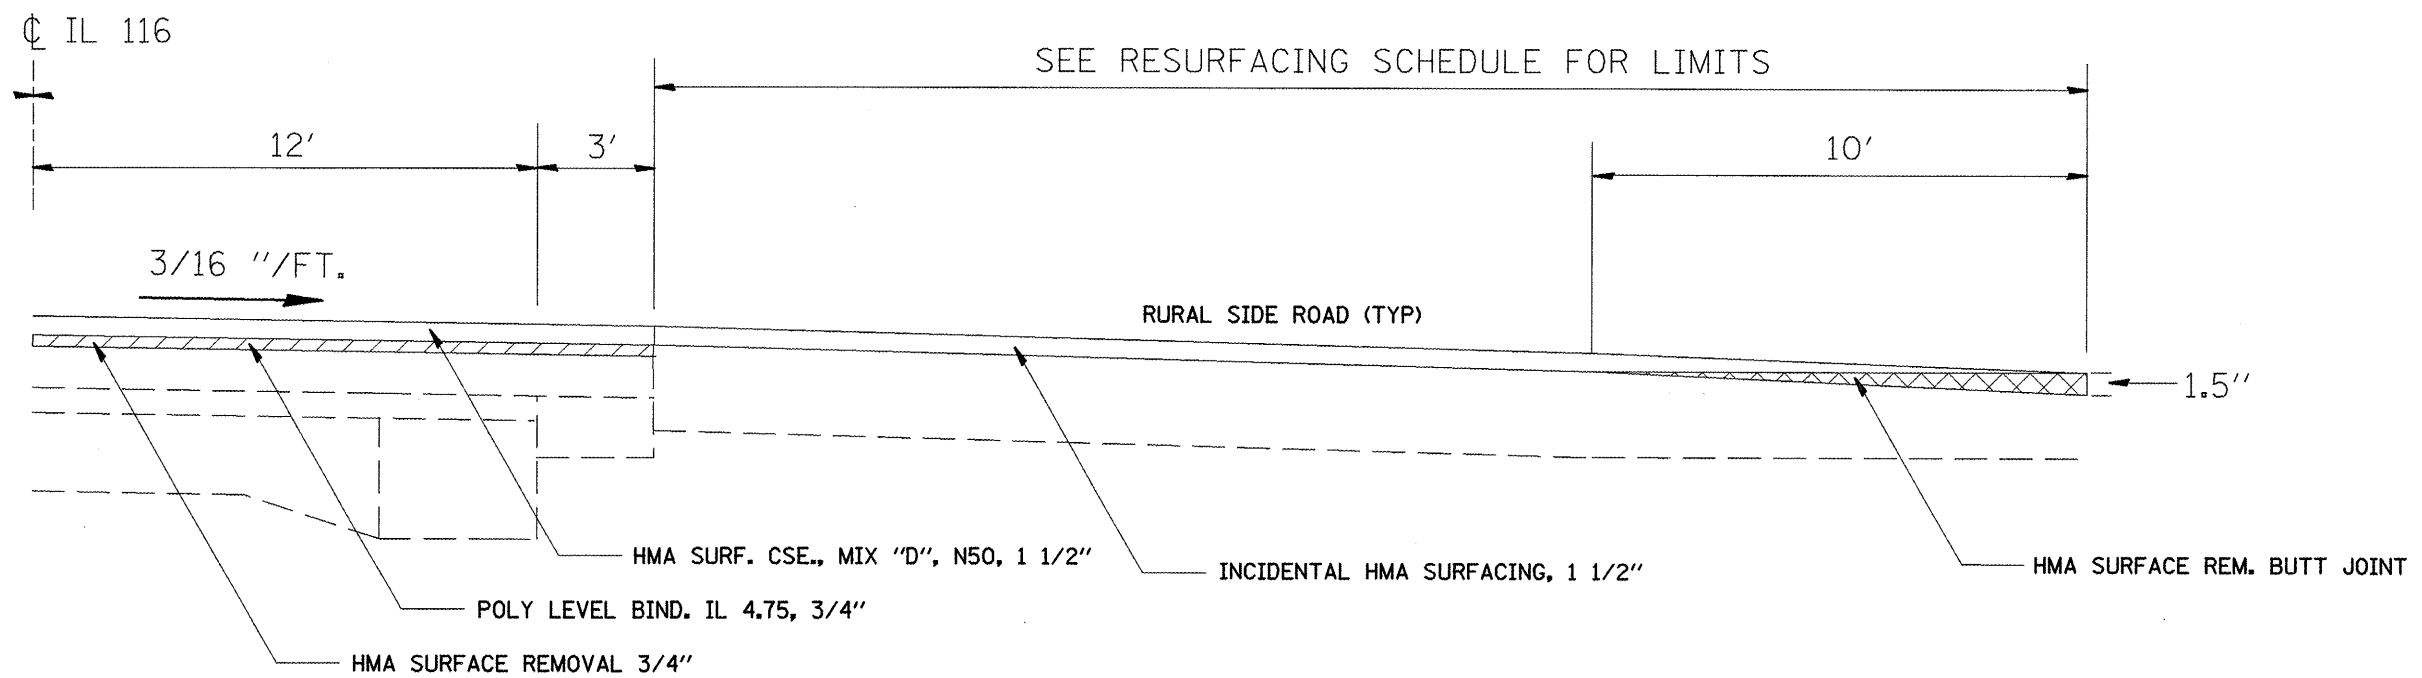 ℄ IL 116
SEE RESURFACING SCHEDULE FOR LIMITS
12'
3'
10'
3/16 "/FT.
RURAL SIDE ROAD (TYP)
1.5"
HMA SURF. CSE., MIX "D", N50, 1 1/2"
INCIDENTAL HMA SURFACING, 1 1/2"
HMA SURFACE REM. BUTT JOINT
POLY LEVEL BIND. IL 4.75, 3/4"
HMA SURFACE REMOVAL 3/4"